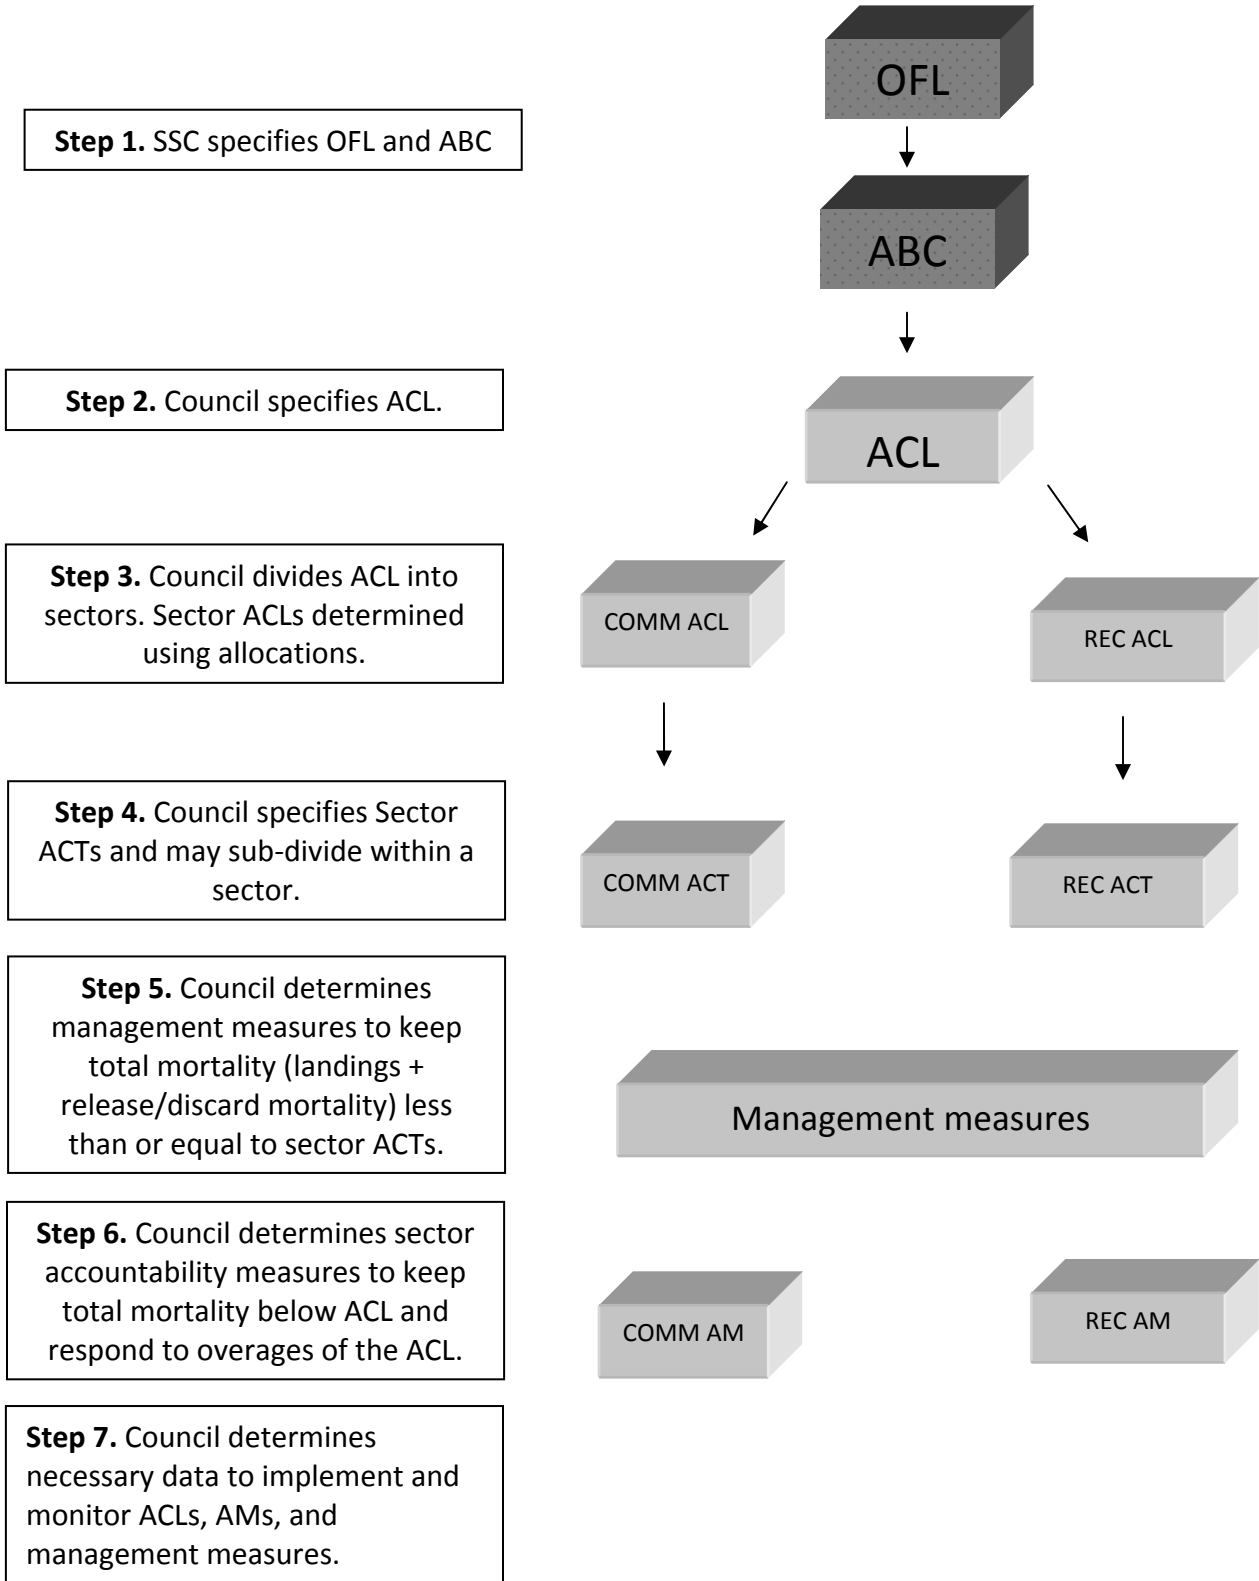 OFL
Step 1. SSC specifies OFL and ABC
ABC
Step 2. Council specifies ACL.
ACL
Step 3. Council divides ACL into
sectors. Sector ACLs determined
using allocations.
COMM ACL
REC ACL
Step 4. Council specifies Sector
ACTs and may sub-divide within a
sector.
COMM ACT
REC ACT
Step 5. Council determines
management measures to keep
total mortality (landings +
release/discard mortality) less
than or equal to sector ACTs.
Management measures
Step 6. Council determines sector
accountability measures to keep
total mortality below ACL and
respond to overages of the ACL.
COMM AM
REC AM
Step 7. Council determines
necessary data to implement and
monitor ACLs, AMs, and
management measures.